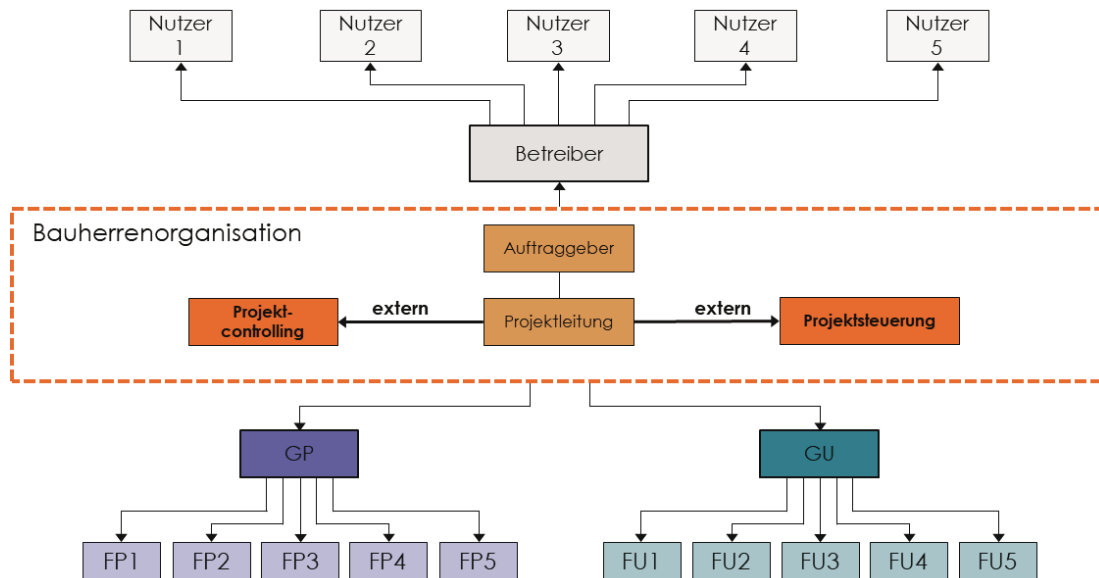 Nutzer
1
Nutzer
2
Nutzer
3
Nutzer
4
Nutzer
5
Betreiber
Bauherrenorganisation
Auftraggeber
Projekt-
controlling
extern
Projektleitung
extern
Projektsteuerung
GP
GU
FP1
FP2
FP3
FP4
FP5
FU1
FU2
FU3
FU4
FU5